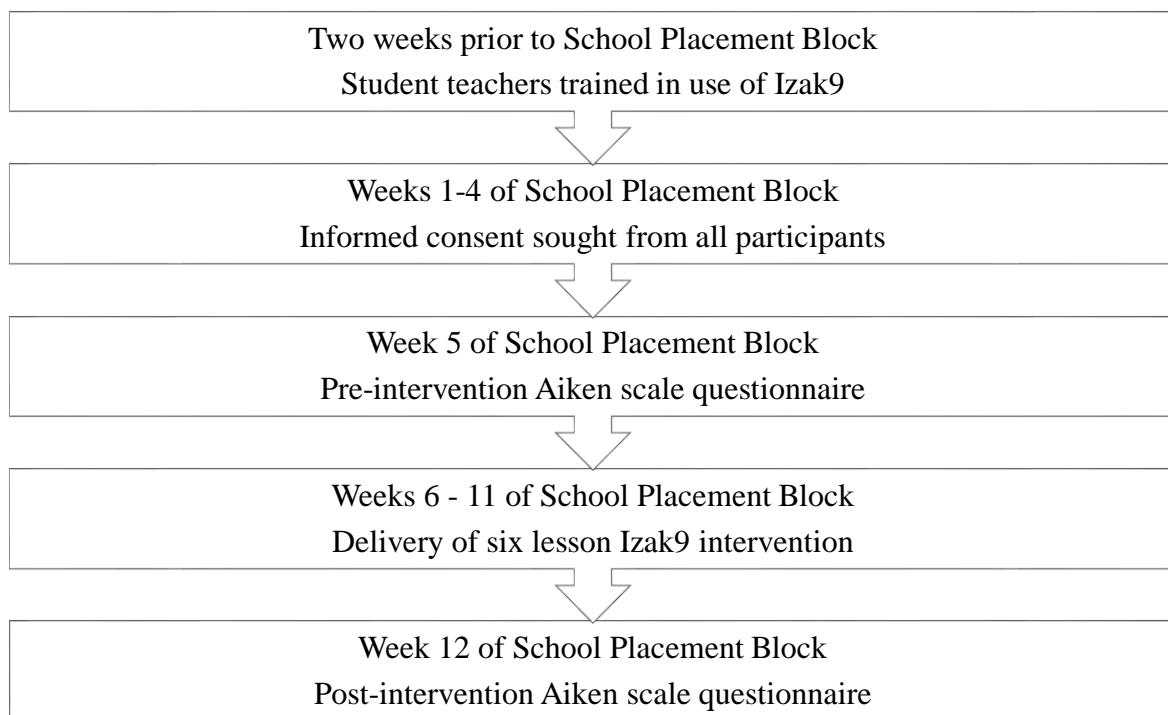 Two weeks prior to School Placement Block
Student teachers trained in use of Izak9
Weeks 1-4 of School Placement Block
Informed consent sought from all participants
Week 5 of School Placement Block
Pre-intervention Aiken scale questionnaire
Weeks 6 - 11 of School Placement Block
Delivery of six lesson Izak9 intervention
Week 12 of School Placement Block
Post-intervention Aiken scale questionnaire